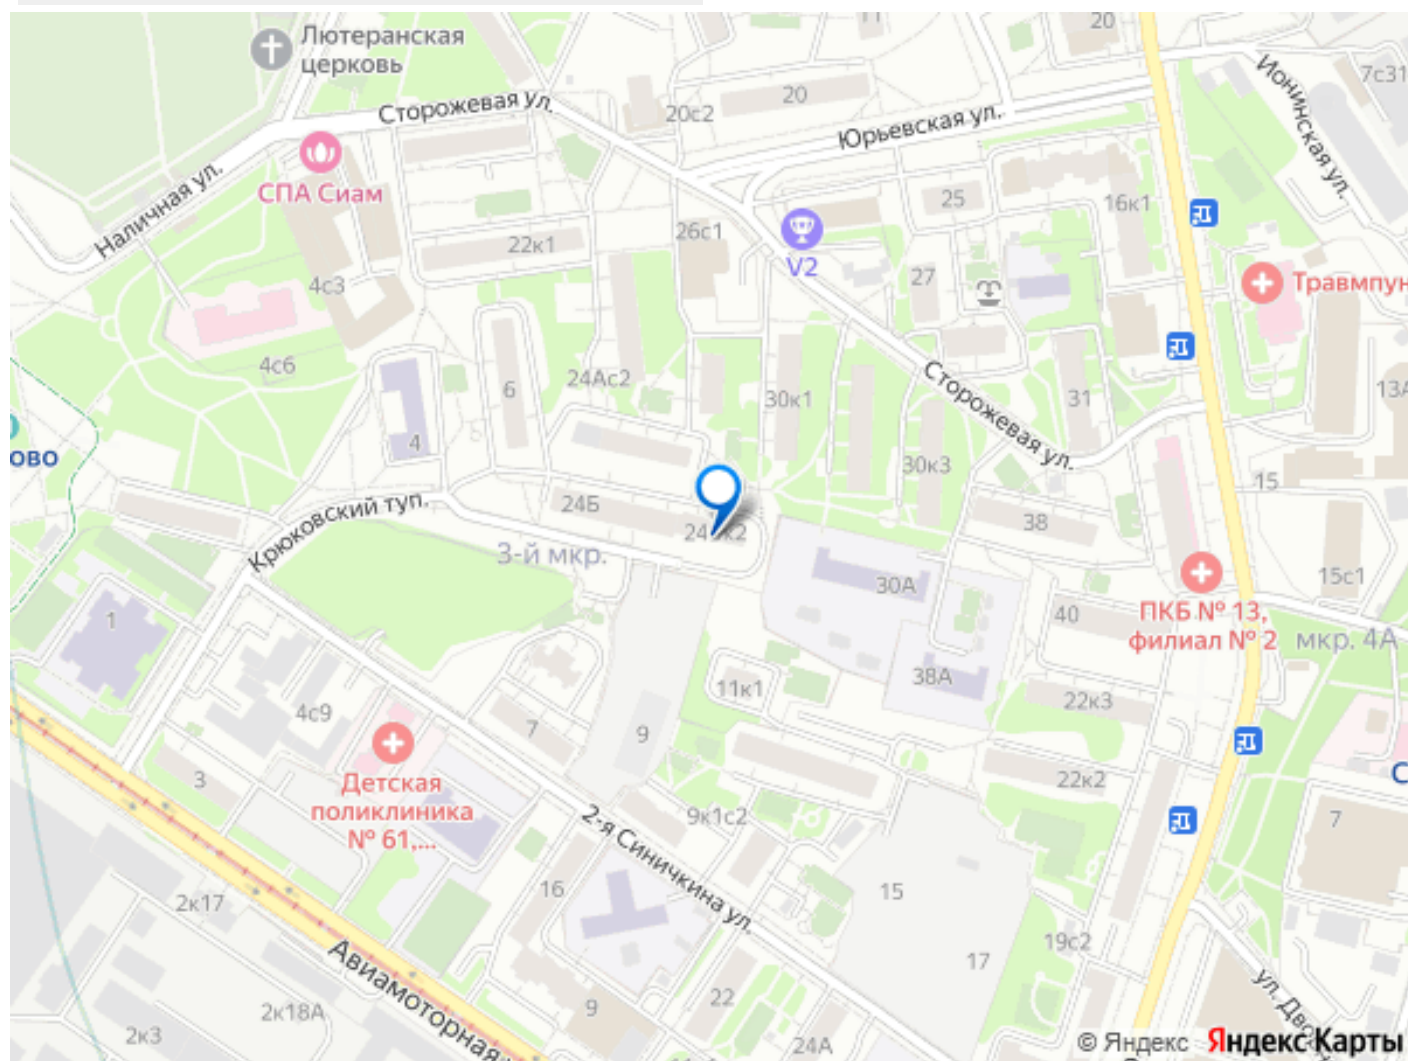 Лютеранская
церковь
11
20
Ионинская ул.
7с31
20
20с2
Сторожевая ул.
Юрьевская ул.
СПА Сиам
Наличная ул.
25
16к1
26с1
22к1
V2
27
4с3
Травмпун
4с6
24Ас2
6
30к1
Сторожевая ул.
31
13А
4
ово
30к3
15
24Б
38
Крюковский туп.
3-й мкр.
30А
15с1
1
40
ПКБ № 13,
филиал № 2
мкр. 4А
38А
11к1
22к3
4с9
7
9
Детская
поликлиника
№ 61,...
3
22к2
9к1с2
7
2-я Синичкина ул.
16
15
2к17
19с2
17
Авиамоторная
22
9
ул. Дво
2к18А
2к3
24А
© Яндекс Яндекс Карты